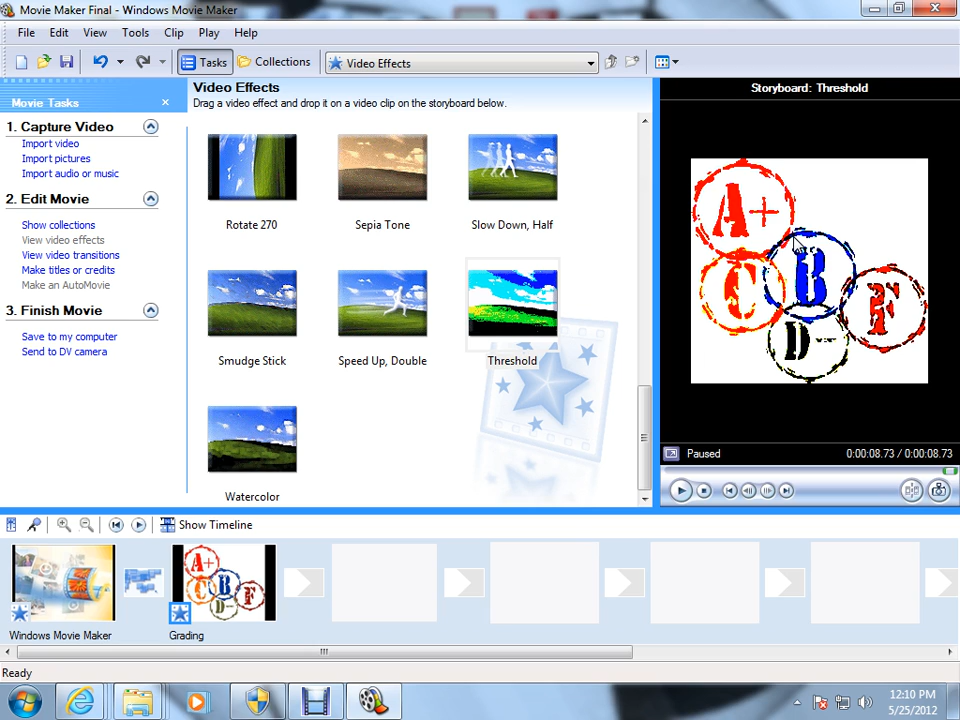 Movie Maker Final - Windows Movie Maker
File Edit View Tools Clip Play Help
Tasks Collections Video Effects
Movie Tasks
1. Capture Video
Import video
Import pictures
Import audio or music
2. Edit Movie
Show collections
View video effects
View video transitions
Make titles or credits
Make an AutoMovie
3. Finish Movie
Save to my computer
Send to DV camera
Video Effects
Drag a video effect and drop it on a video clip on the storyboard below.
Rotate 270 Sepia Tone Slow Down, Half
Smudge Stick Speed Up, Double Threshold
Watercolor
Storyboard: Threshold
A+
B
C
F
D-
Paused 0:00:08.73 / 0:00:08.73
Show Timeline
A+
C B F
D-
Windows Movie Maker Grading
Ready
12:10 PM
5/25/2012